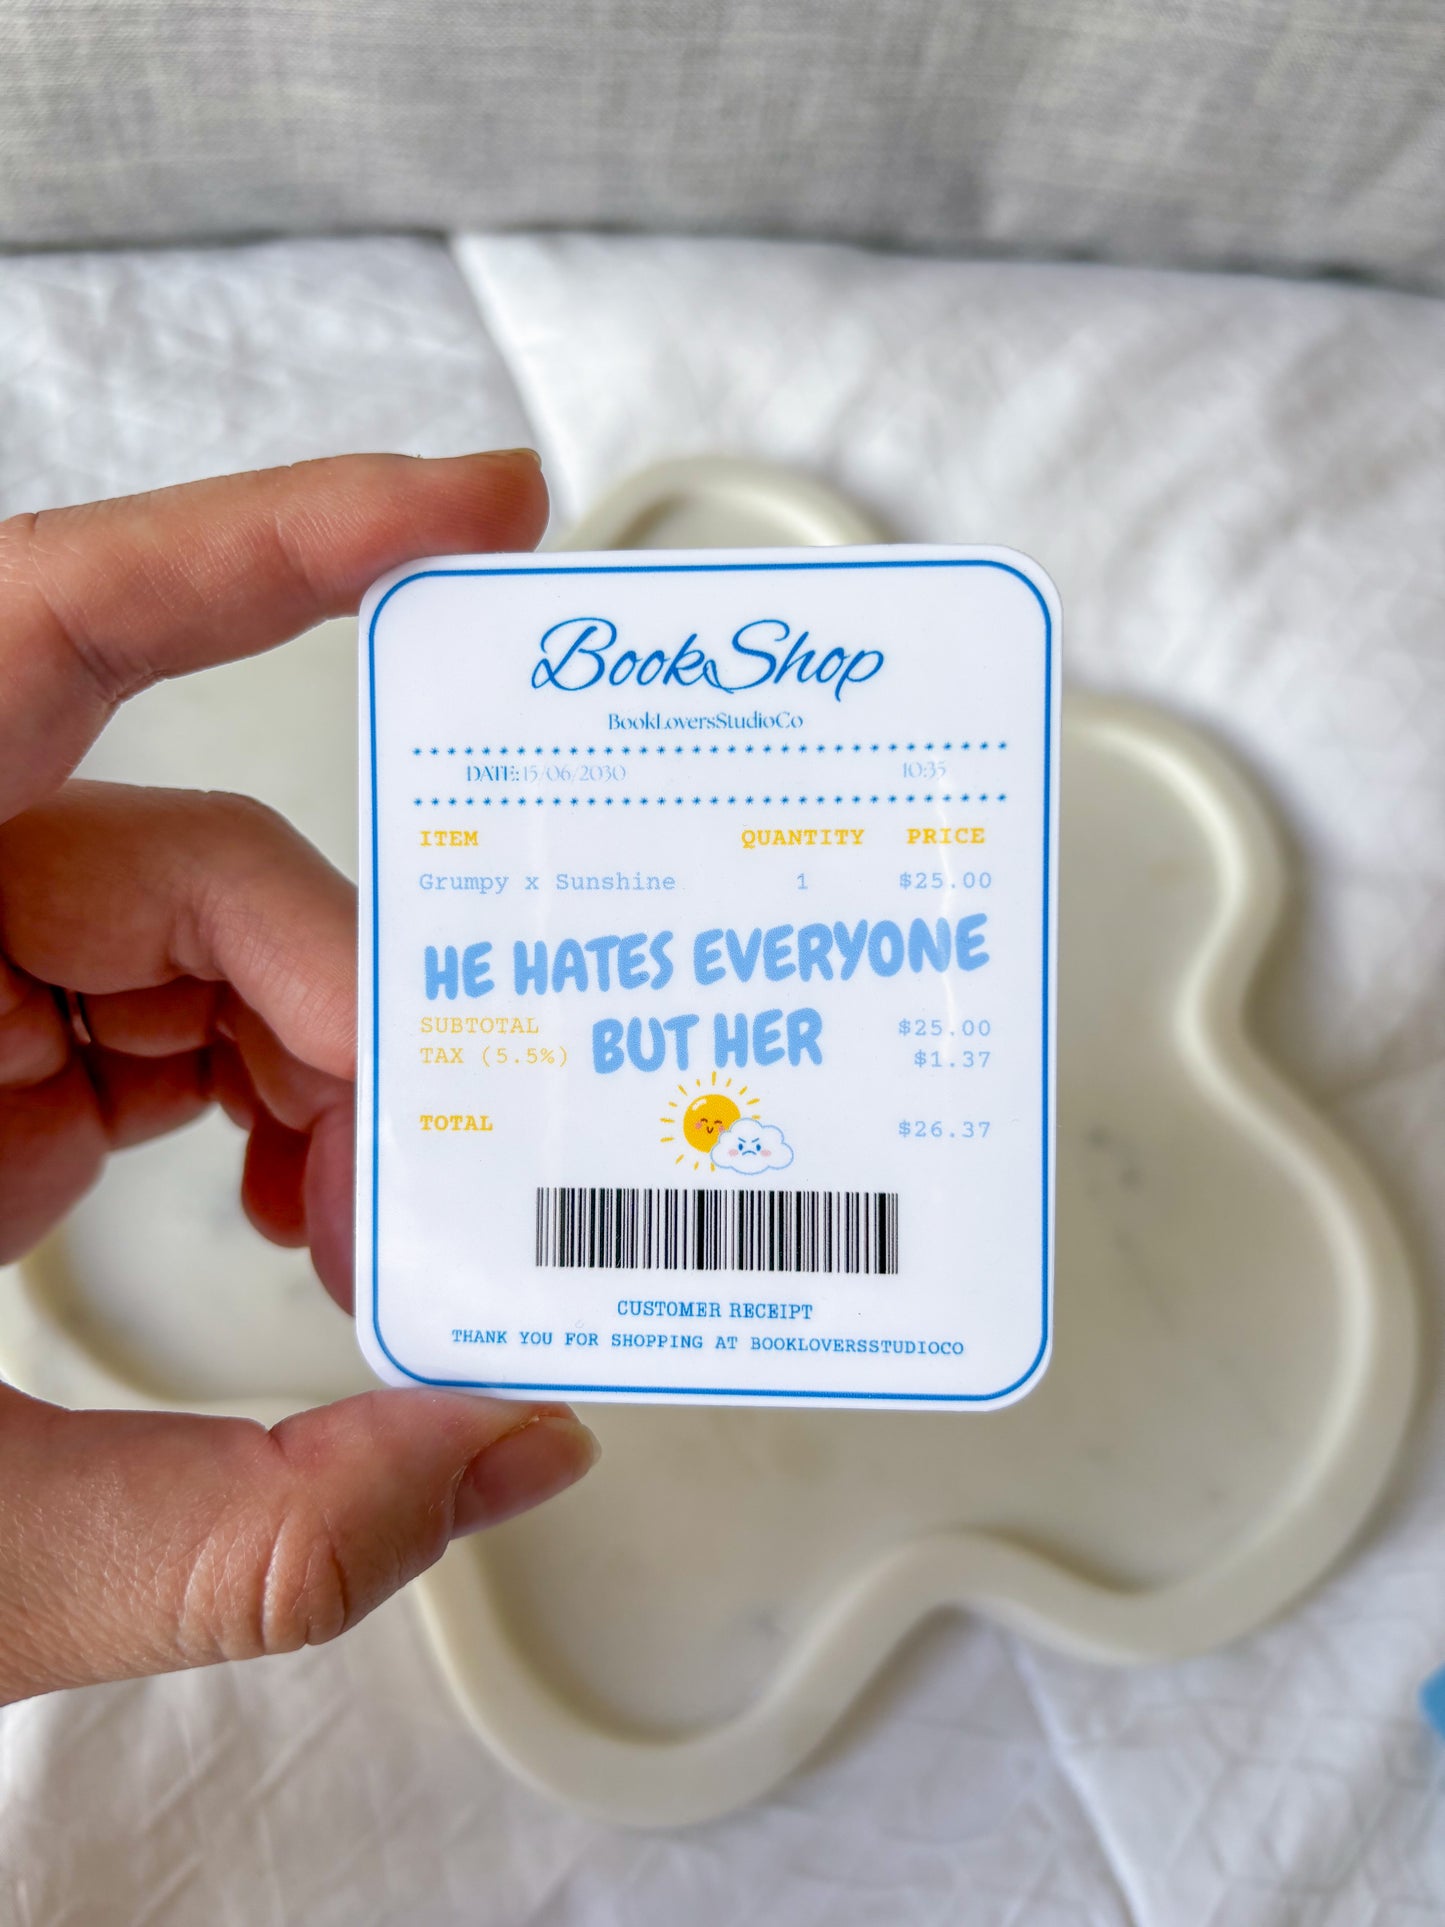 BookShop
BookLoversStudioCo
DATE:15/06/2030 10:35
ITEM QUANTITY PRICE
Grumpy x Sunshine 1 $25.00
HE HATES EVERYONE
BUT HER
SUBTOTAL $25.00
TAX (5.5%) $1.37
TOTAL $26.37
CUSTOMER RECEIPT
THANK YOU FOR SHOPPING AT BOOKLOVERSSTUDIOCO